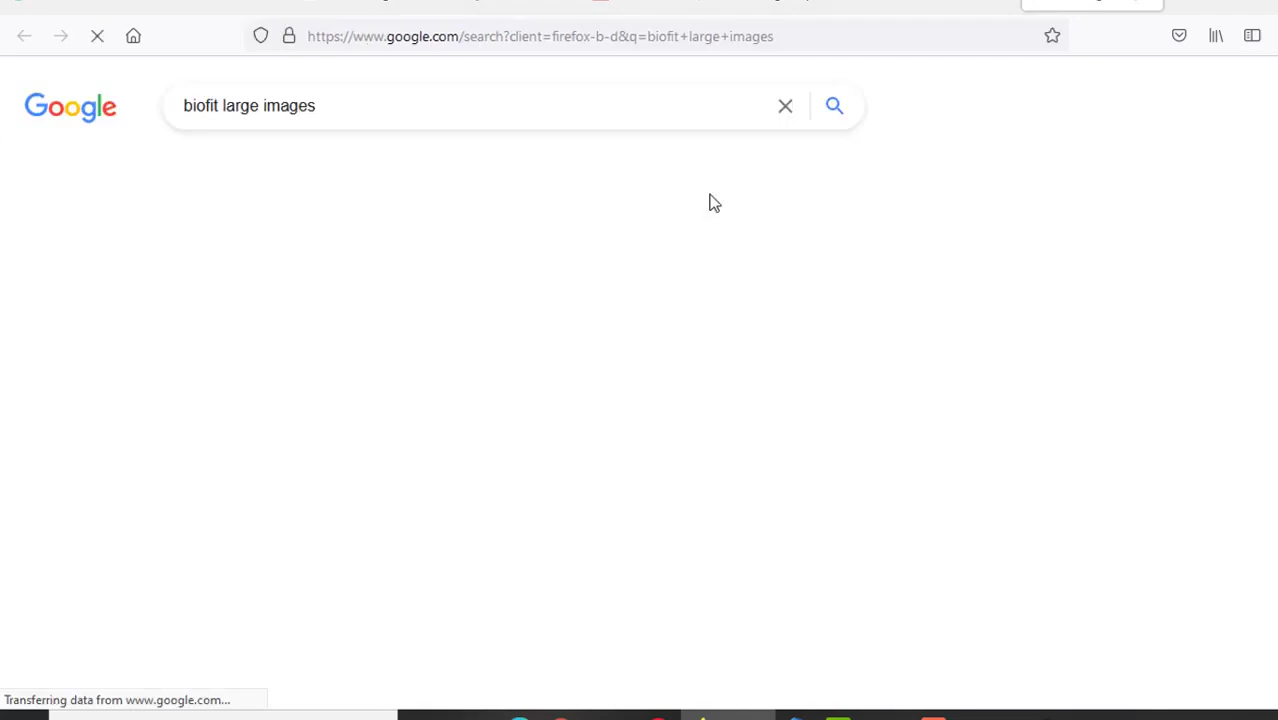 https://www.google.com/search?client=firefox-b-d&q=biofit+large+images
Google
biofit large images
Transferring data from www.google.com...